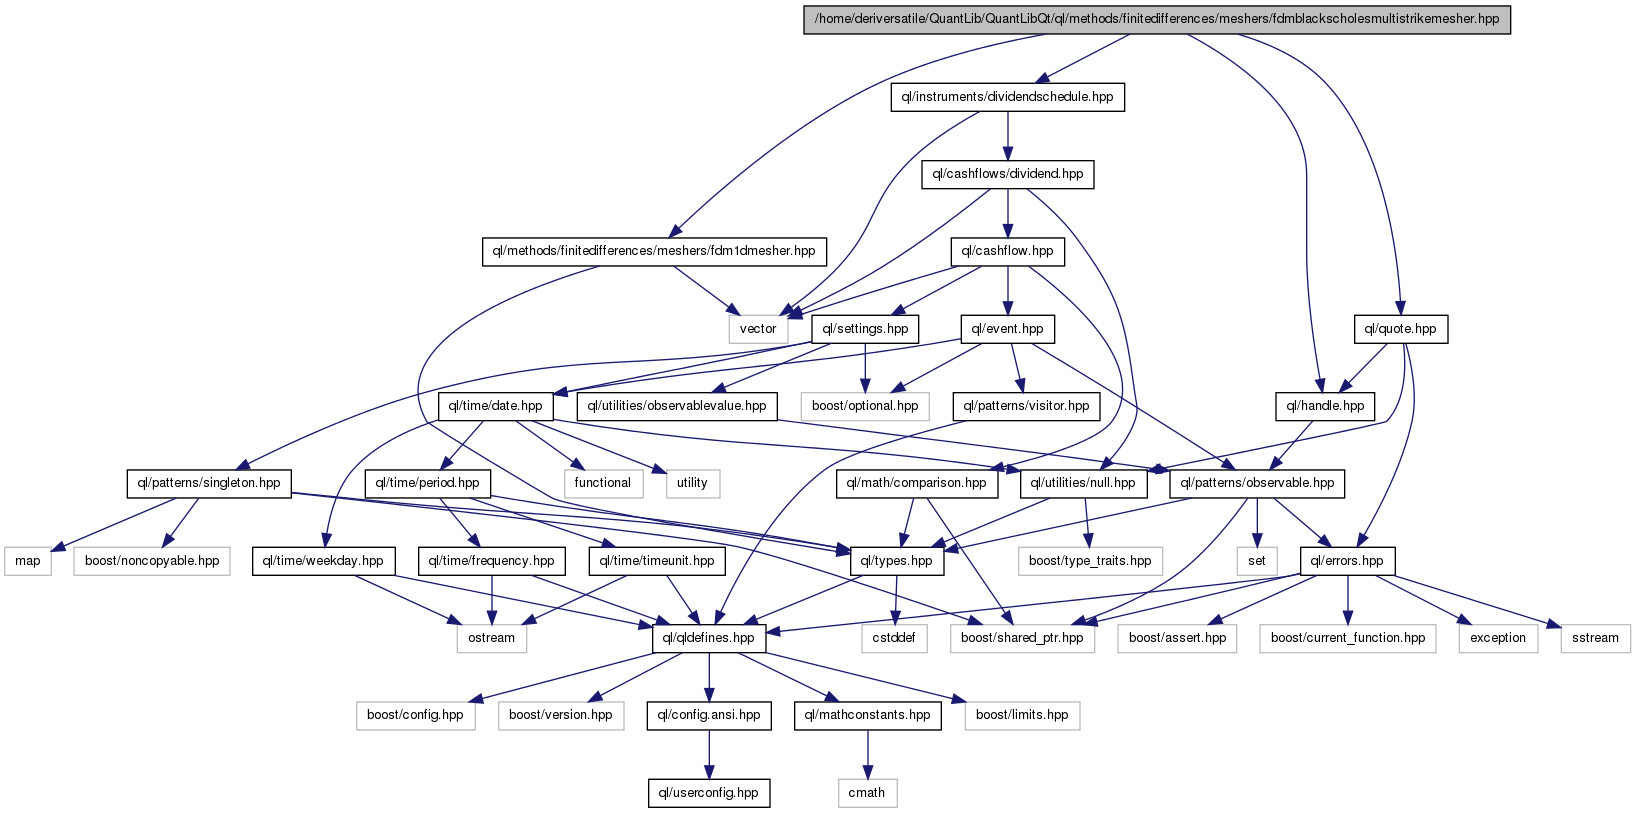 /home/deriversatile/QuantLib/QuantLibQt/ql/methods/finitedifferences/meshers/fdmblackscholesmultistrikemesher.hpp
ql/instruments/dividendschedule.hpp
ql/cashflows/dividend.hpp
ql/methods/finitedifferences/meshers/fdm1dmesher.hpp
ql/cashflow.hpp
vector
ql/settings.hpp
ql/event.hpp
ql/quote.hpp
ql/time/date.hpp
ql/utilities/observablevalue.hpp
boost/optional.hpp
ql/patterns/visitor.hpp
ql/handle.hpp
ql/patterns/singleton.hpp
ql/time/period.hpp
functional
utility
ql/math/comparison.hpp
ql/utilities/null.hpp
ql/patterns/observable.hpp
map
boost/noncopyable.hpp
ql/time/weekday.hpp
ql/time/frequency.hpp
ql/time/timeunit.hpp
ql/types.hpp
boost/type_traits.hpp
set
ql/errors.hpp
ostream
ql/qldefines.hpp
cstddef
boost/shared_ptr.hpp
boost/assert.hpp
boost/current_function.hpp
exception
sstream
boost/config.hpp
boost/version.hpp
ql/config.ansi.hpp
ql/mathconstants.hpp
boost/limits.hpp
ql/userconfig.hpp
cmath